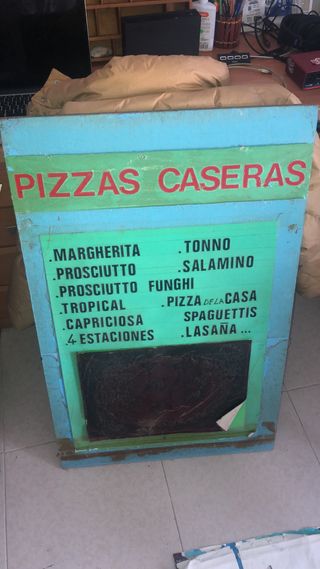 PIZZAS CASERAS
.MARGHERITA
.PROSCIUTTO
.PROSCIUTTO FUNGHI
.TROPICAL
.CAPRICIOSA
.4 ESTACIONES
.TONNO
.SALAMINO
.PIZZA DE LA CASA
SPAGUETTIS
.LASAÑA ...